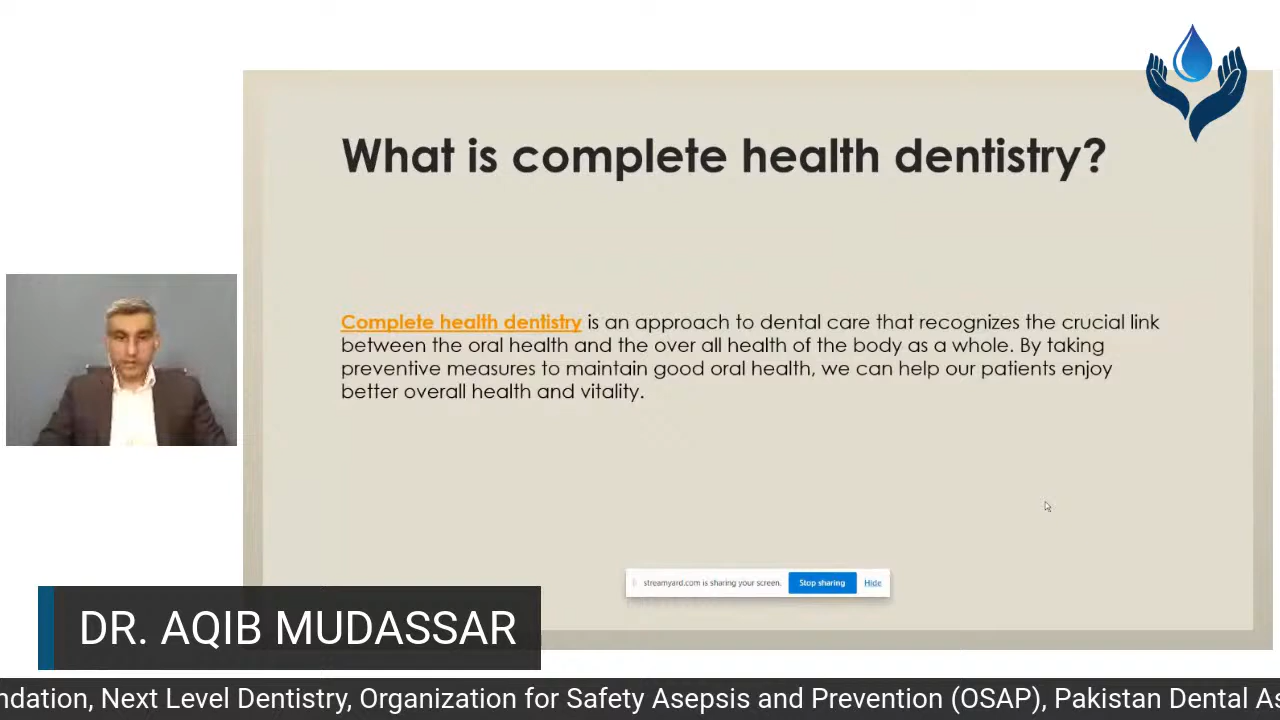 What is complete health dentistry?
Complete health dentistry is an approach to dental care that recognizes the crucial link
between the oral health and the over all health of the body as a whole. By taking
preventive measures to maintain good oral health, we can help our patients enjoy
better overall health and vitality.
streamyard.com is sharing your screen. Stop sharing Hide
DR. AQIB MUDASSAR
ndation, Next Level Dentistry, Organization for Safety Asepsis and Prevention (OSAP), Pakistan Dental As